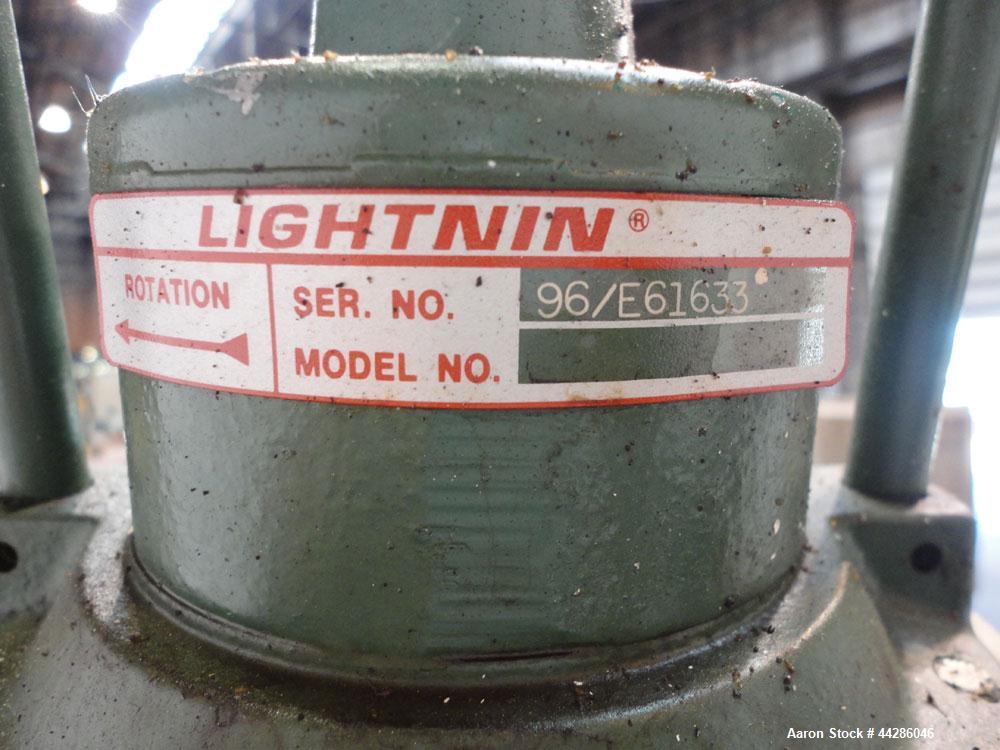 LIGHTNIN®
ROTATION
SER. NO. 96/E61633
MODEL NO.
Aaron Stock # 44286046